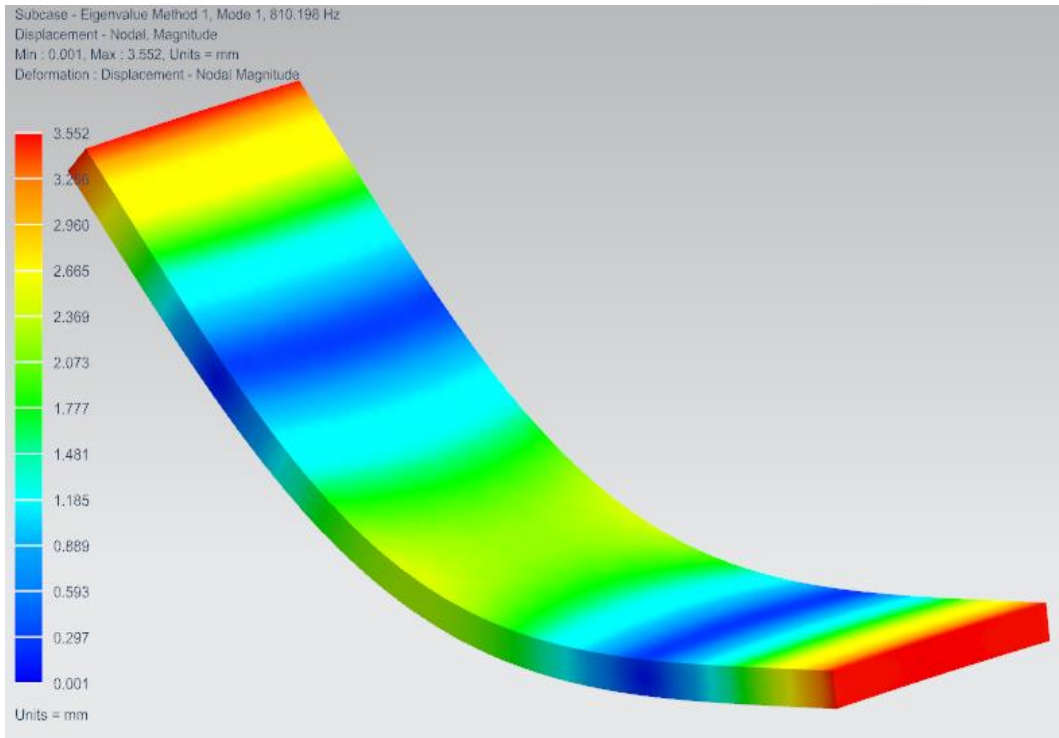 Subcase - Eigenvalue Method 1, Mode 1, 810.198 Hz
Displacement - Nodal, Magnitude
Min : 0.001, Max : 3.552, Units = mm
Deformation : Displacement - Nodal Magnitude
3.552
3.256
2.960
2.665
2.369
2.073
1.777
1.481
1.185
0.889
0.593
0.297
0.001
Units = mm